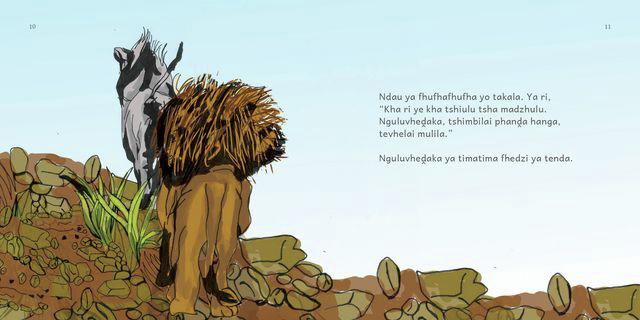 10
11
Ndau ya fhufhafhufha yo takala. Ya ri,
“Kha ri ye kha tshiulu tsha madzhulu.
Nguluvheḓaka, tshimbilai phanḓa hanga,
tevhelai mulila.”
Nguluvheḓaka ya timatima fhedzi ya tenda.